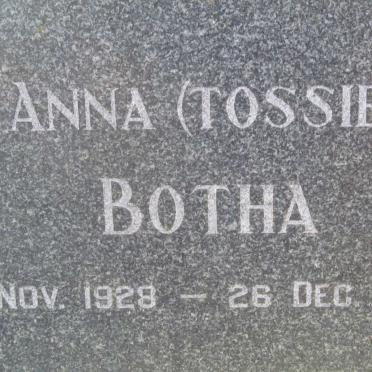 ANNA (TOSSIE
BOTHA
NOV. 1928 — 26 DEC